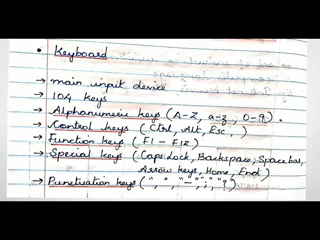 • Keyboard
→ main input device
→ 104 keys
→ Alphanumeric keys (A-Z, a-z, 0-9).
→ Control keys (Ctrl, Alt, Esc, )
→ Function keys (F1 - F12)
→ Special keys (Caps Lock, Backspace, Space bar,
Arrow keys, Home, End)
→ Punctuation keys (